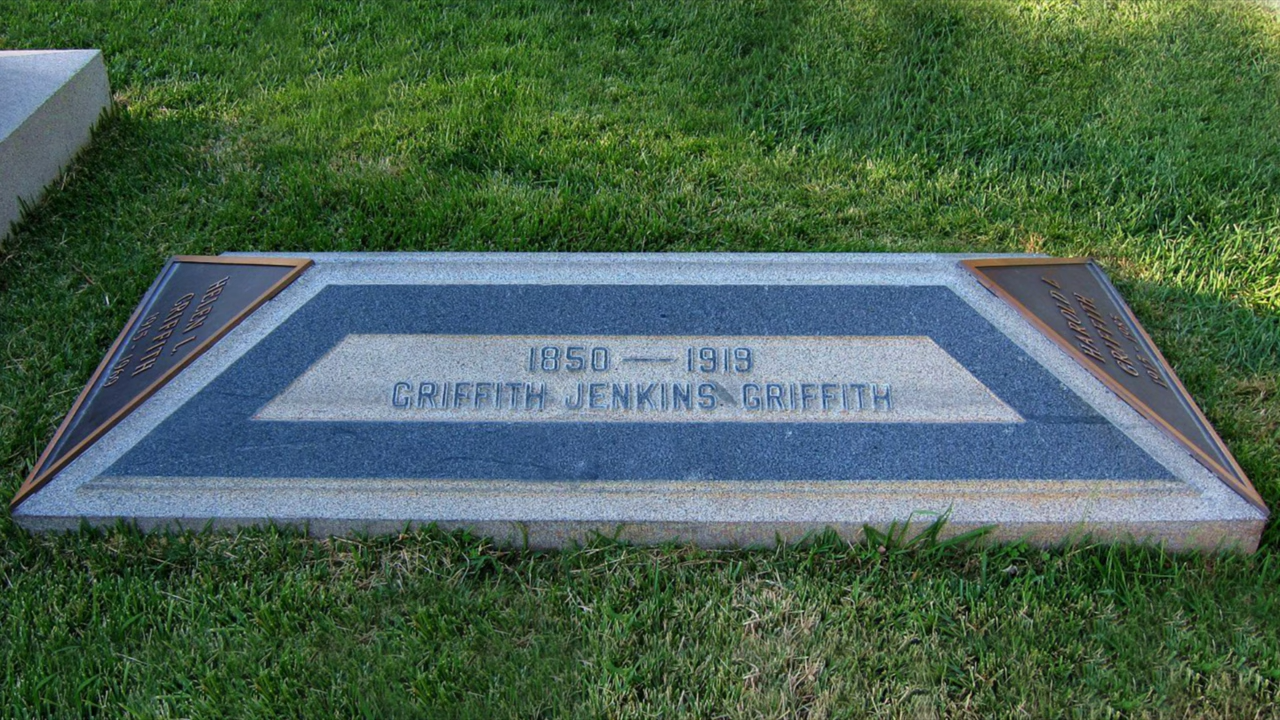 1850 — 1919
GRIFFITH JENKINS GRIFFITH
HELEN L.
GRIFFITH
HAROLD A.
GRIFFITH